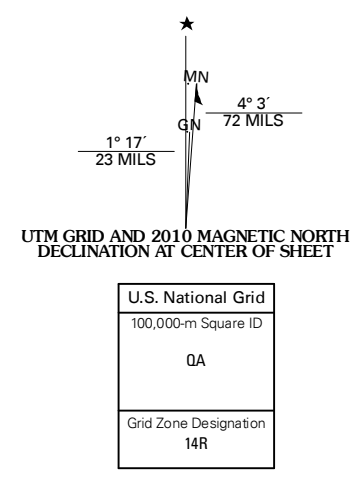 MN
4° 3´
72 MILS
GN
1° 17´
23 MILS
UTM GRID AND 2010 MAGNETIC NORTH
DECLINATION AT CENTER OF SHEET
U.S. National Grid
100,000-m Square ID
QA
Grid Zone Designation
14R